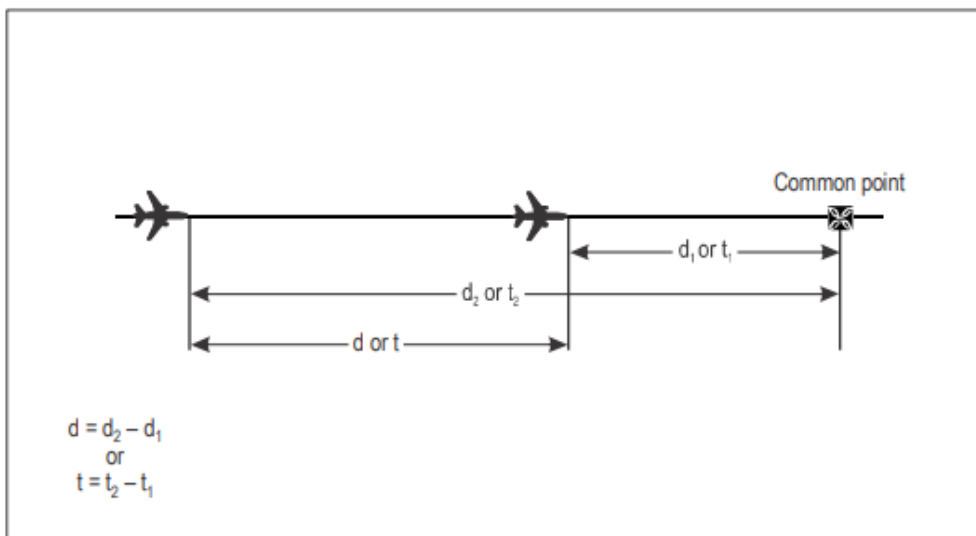 Common point
d₁ or t₁
d₂ or t₂
d or t
d = d₂ – d₁
or
t = t₂ – t₁